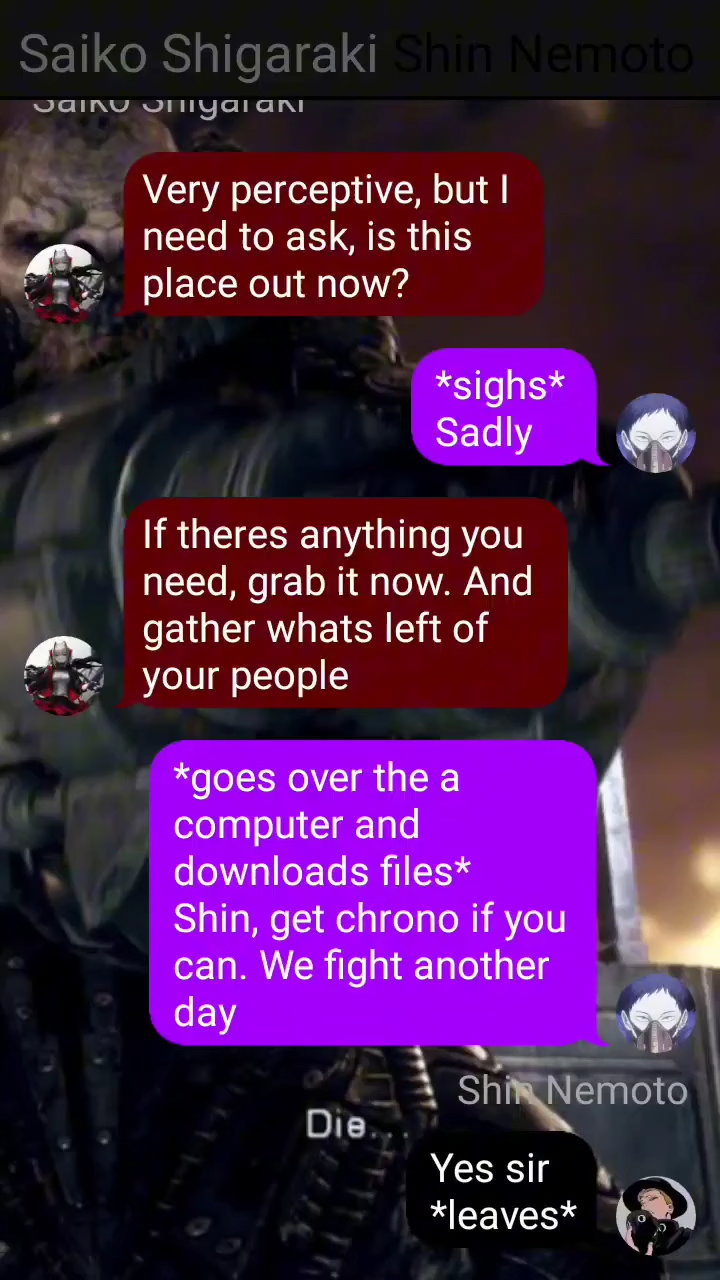 Saiko Shigaraki Shin Nemoto
Saiko Shigaraki
Very perceptive, but I
need to ask, is this
place out now?
*sighs*
Sadly
If theres anything you
need, grab it now. And
gather whats left of
your people
*goes over the a
computer and
downloads files*
Shin, get chrono if you
can. We fight another
day
Shin Nemoto
Die...
Yes sir
*leaves*